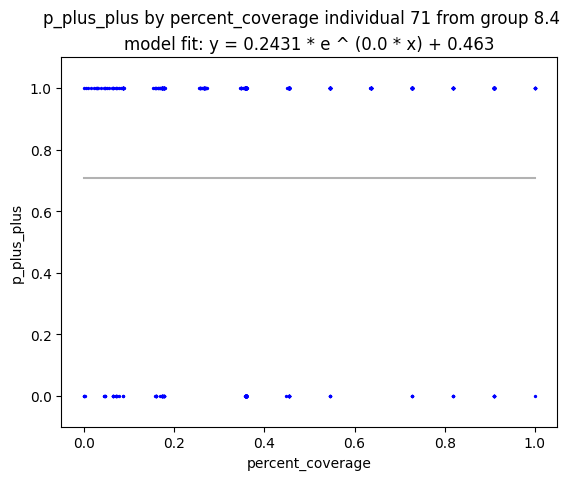 p_plus_plus by percent_coverage individual 71 from group 8.4
model fit: y = 0.2431 * e ^ (0.0 * x) + 0.463
1.0
0.8
0.6
0.4
0.2
0.0
p_plus_plus
0.0 0.2 0.4 0.6 0.8 1.0
percent_coverage